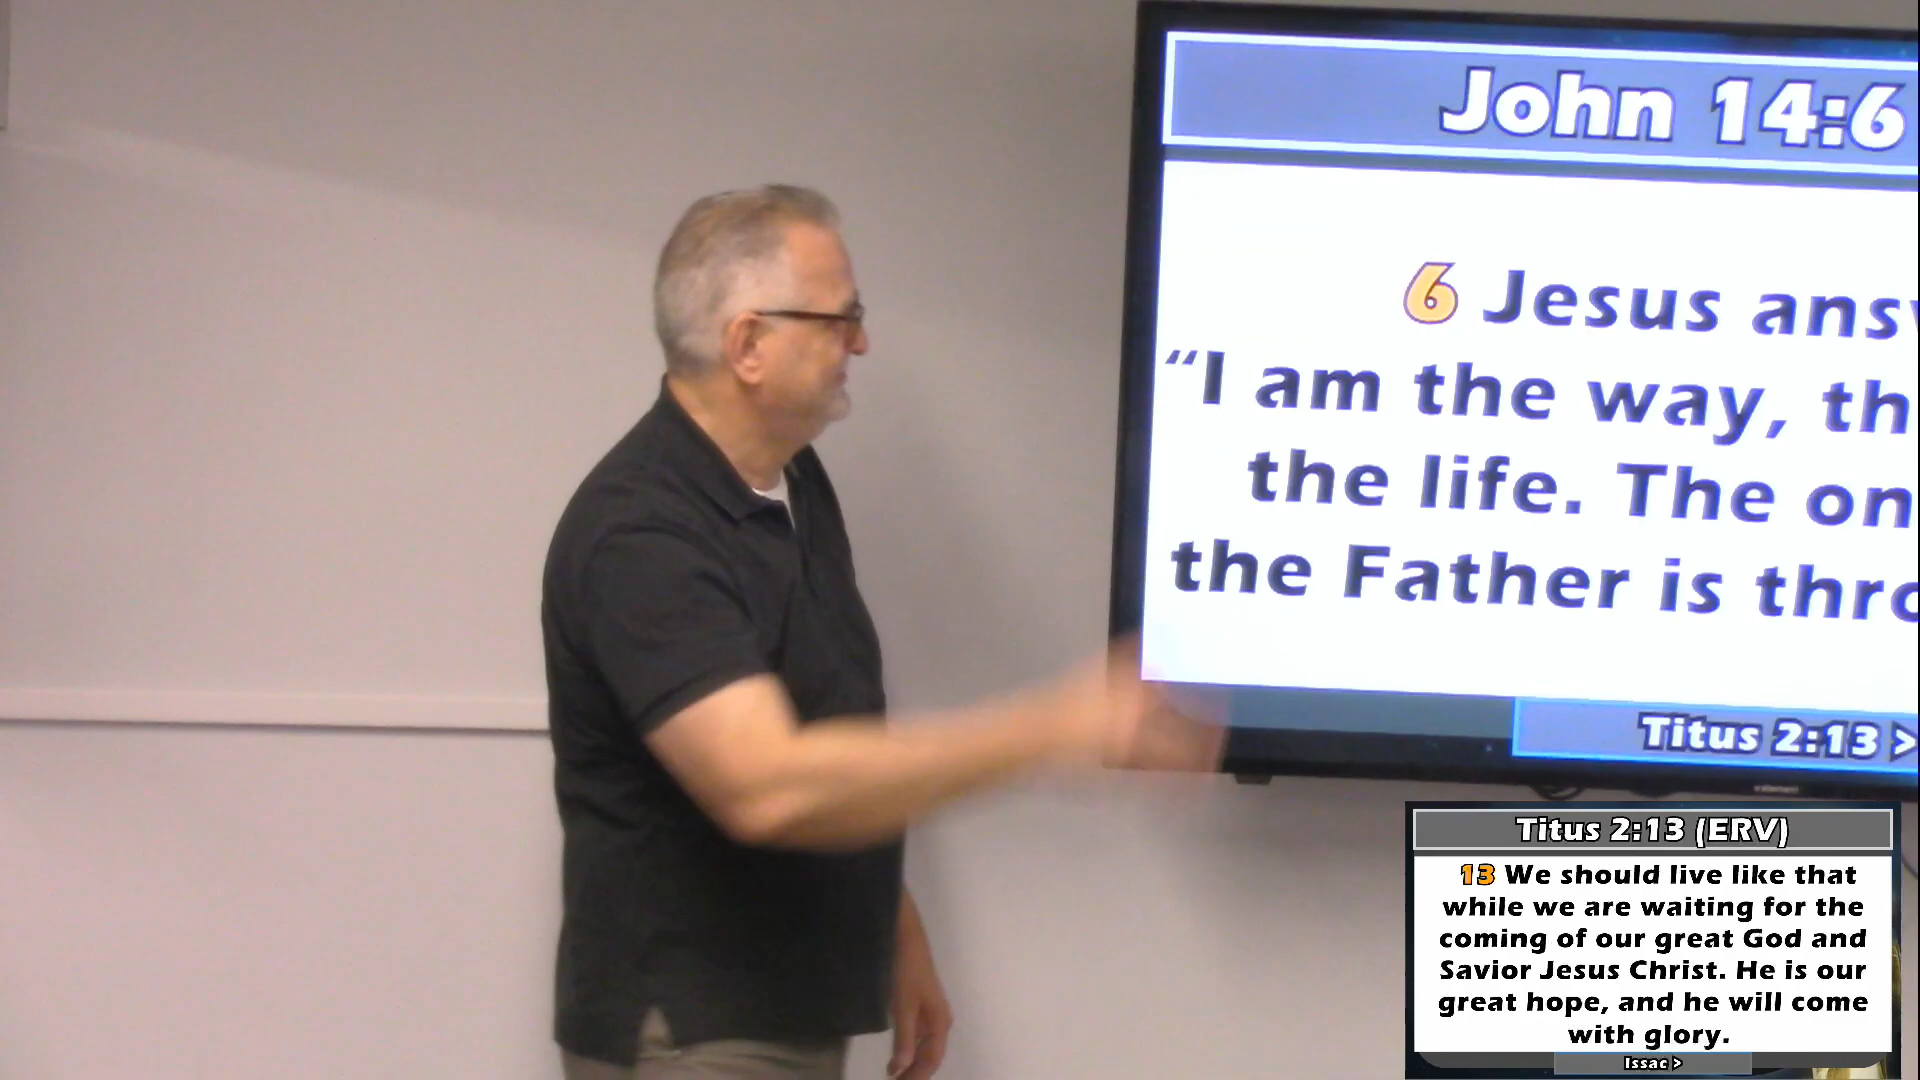 John 14:6
6 Jesus ans
“I am the way, th
the life. The on
the Father is thro
Titus 2:13 >
Titus 2:13 (ERV)
13 We should live like that
while we are waiting for the
coming of our great God and
Savior Jesus Christ. He is our
great hope, and he will come
with glory.
Issac >